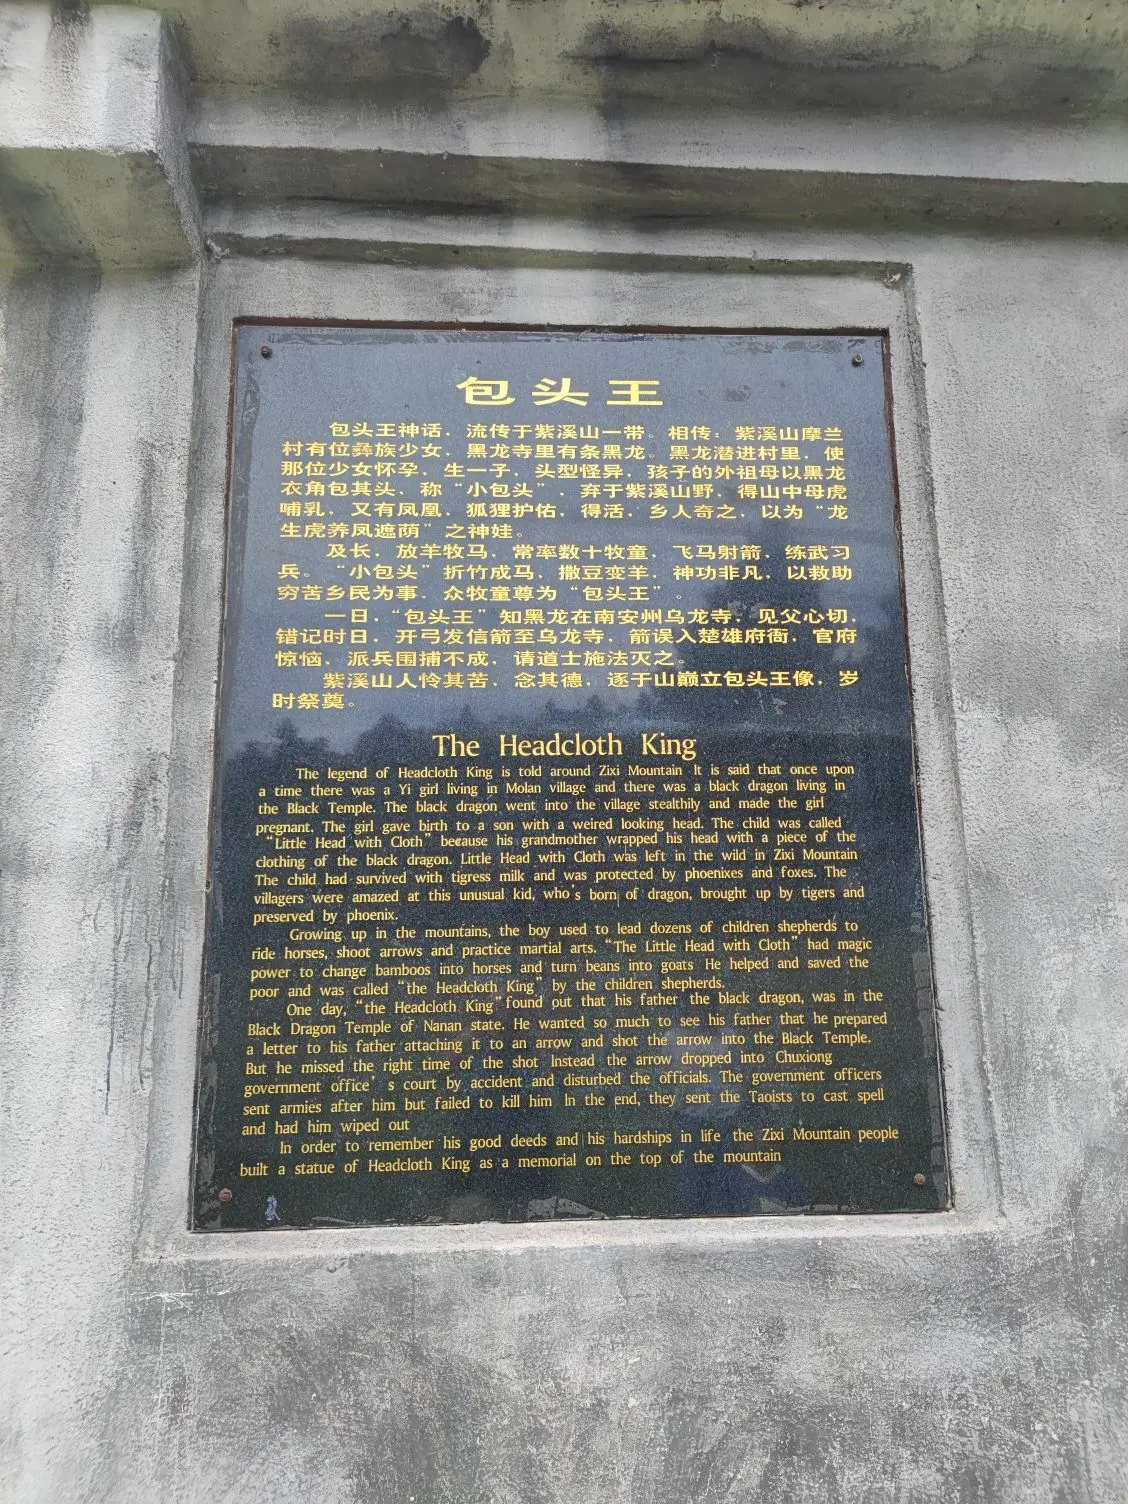 包头王
包头王神话，流传于紫溪山一带。相传：紫溪山摩兰
村有位彝族少女，黑龙寺里有条黑龙。黑龙潜进村里，使
那位少女怀孕，生一子，头型怪异，孩子的外祖母以黑龙
衣角包其头，称“小包头”，弃于紫溪山野，得山中母虎
哺乳，又有凤凰、狐狸护佑，得活，乡人奇之，以为“龙
生虎养凤遮荫”之神娃。
及长，放羊牧马，常率数十牧童，飞马射箭，练武习
兵。“小包头”折竹成马，撒豆变羊，神功非凡，以救助
穷苦乡民为事，众牧童尊为“包头王”。
一日，“包头王”知黑龙在南安州乌龙寺，见父心切，
错记时日，开弓发信箭至乌龙寺，箭误入楚雄府衙，官府
惊恼，派兵围捕不成，请道士施法灭之。
紫溪山人怜其苦、念其德，逐于山巅立包头王像，岁
时祭奠。
The Headcloth King
The legend of Headcloth King is told around Zixi Mountain It is said that once upon
a time there was a Yi girl living in Molan village and there was a black dragon living in
the Black Temple. The black dragon went into the village stealthily and made the girl
pregnant. The girl gave birth to a son with a weired looking head. The child was called
“Little Head with Cloth” because his grandmother wrapped his head with a piece of the
clothing of the black dragon. Little Head with Cloth was left in the wild in Zixi Mountain
The child had survived with tigress milk and was protected by phoenixes and foxes. The
villagers were amazed at this unusual kid, who's born of dragon, brought up by tigers and
preserved by phoenix.
Growing up in the mountains, the boy used to lead dozens of children shepherds to
ride horses, shoot arrows and practice martial arts. “The Little Head with Cloth” had magic
power to change bamboos into horses and turn beans into goats He helped and saved the
poor and was called “the Headcloth King” by the children shepherds.
One day, “the Headcloth King” found out that his father the black dragon, was in the
Black Dragon Temple of Nanan state. He wanted so much to see his father that he prepared
a letter to his father attaching it to an arrow and shot the arrow into the Black Temple.
But he missed the right time of the shot Instead the arrow dropped into Chuxiong
government office's court by accident and disturbed the officials. The government officers
sent armies after him but failed to kill him In the end, they sent the Taoists to cast spell
and had him wiped out
In order to remember his good deeds and his hardships in life the Zixi Mountain people
built a statue of Headcloth King as a memorial on the top of the mountain